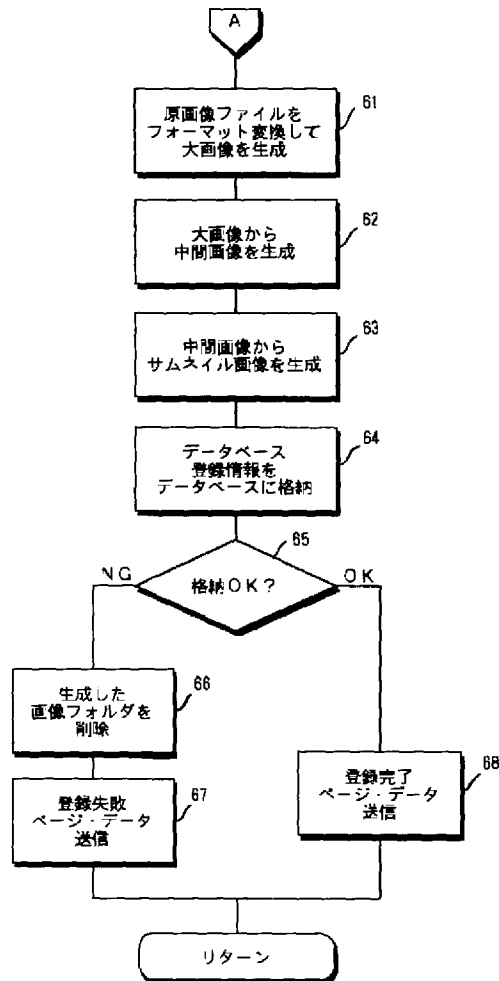 A
原画像ファイルを
フォーマット変換して
大画像を生成
61
大画像から
中間画像を生成
62
中間画像から
サムネイル画像を生成
63
データベース
登録情報を
データベースに格納
64
65
格納OK?
NG
OK
生成した
画像フォルダを
削除
66
登録失敗
ページ・データ
送信
67
登録完了
ページ・データ
送信
68
リターン